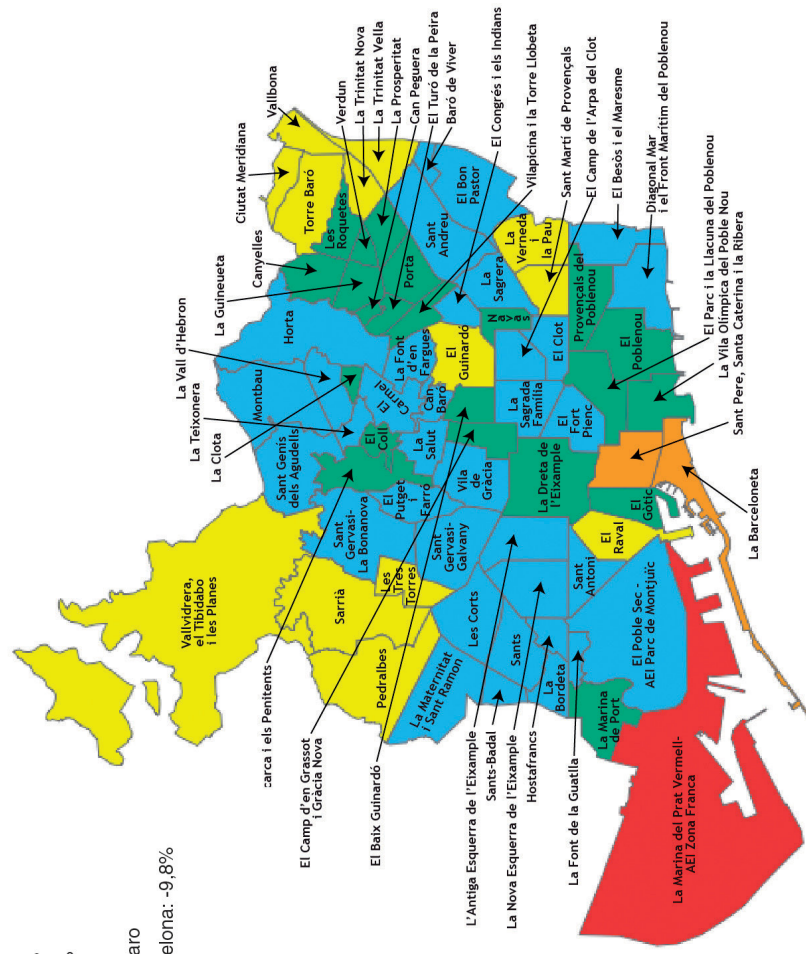 aro
elona: -9,8%
Vallvidrera,
el Tibidabo
i les Planes
Sarrià
Les
Tres
Torres
Pedralbes
La Maternitat
i Sant Ramon
Les Corts
Sants
La
Bordeta
Sants-Badal
Hostafrancs
La Font de la Guatlla
L'Antiga Esquerra de l'Eixample
La Nova Esquerra de l'Eixample
La Marina
de Port
La Marina del Prat Vermell-
AEI Zona Franca
El Poble Sec -
AEI Parc de Montjuïc
Sant
Antoni
El
Raval
El
Gòtic
La Barceloneta
Sant Pere, Santa Caterina i la Ribera
La Vila Olímpica del Poble Nou
El Parc i la Llacuna del Poblenou
El
Poblenou
Provençals del
Poblenou
Diagonal Mar
i el Front Marítim del Poblenou
El Besòs i el Maresme
El Camp de l'Arpa del Clot
Sant Martí de Provençals
La
Verneda
i
la Pau
El Clot
Navas
La
Sagrera
El Congrés i els Indians
Vilapicina i la Torre Llobeta
El Bon
Pastor
Sant
Andreu
Baró de Viver
El Turó de la Peira
Can Peguera
La Prosperitat
La Trinitat Vella
La Trinitat Nova
Verdun
Vallbona
Ciutat Meridiana
Torre Baró
Les
Roquetes
Canyelles
La Guineueta
Porta
Horta
La Vall d'Hebron
La Teixonera
La Clota
Montbau
Sant Genís
dels Agudells
El
Carmel
La Font
d'en
Fargues
El
Guinardó
Can
Baró
El
Coll
La
Salut
El
Putget
i
Farró
Sant
Gervasi-
La Bonanova
Sant
Gervasi-
Galvany
Vila
de
Gràcia
La Dreta de
l'Eixample
La
Sagrada
Família
El
Fort
Pienc
arca i els Penitents
El Camp d'en Grassot
i Gràcia Nova
El Baix Guinardó